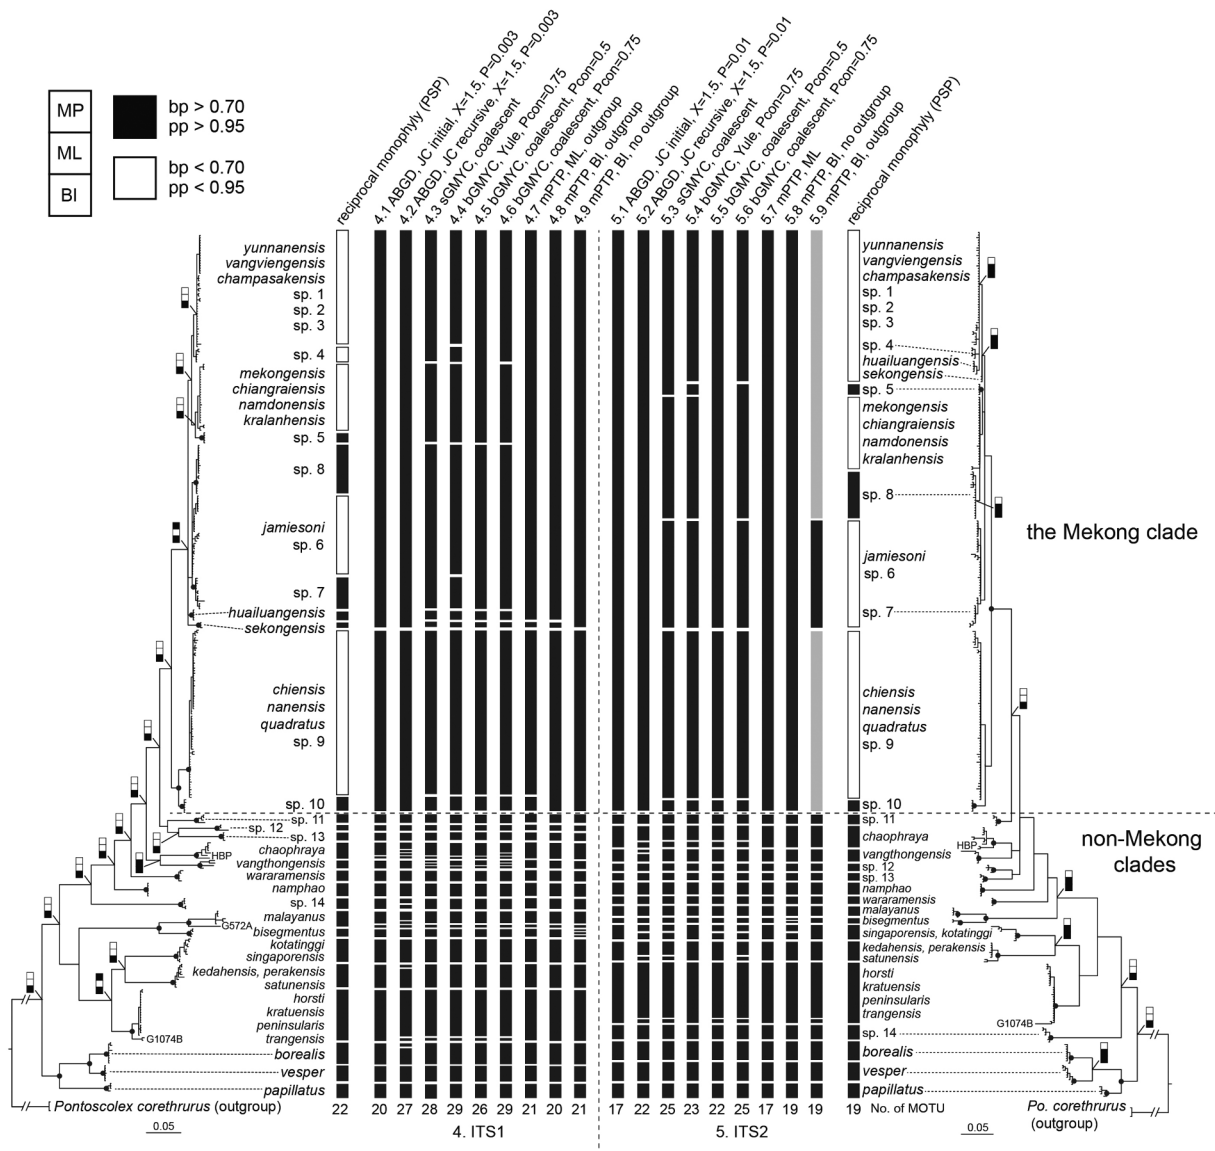 MP
ML
BI
bp > 0.70
pp > 0.95
bp < 0.70
pp < 0.95
reciprocal monophyly (PSP)
4.1 ABGD, JC initial, X=1.5, P=0.003
4.2 ABGD, JC recursive, X=1.5, P=0.003
4.3 sGMYC, coalescent
4.4 bGMYC, Yule, Pcon=0.75
4.5 bGMYC, coalescent, Pcon=0.5
4.6 bGMYC, coalescent, Pcon=0.75
4.7 mPTP, ML, outgroup
4.8 mPTP, BI, outgroup
4.9 mPTP, BI, no outgroup
5.1 ABGD, JC initial, X=1.5, P=0.01
5.2 ABGD, JC recursive, X=1.5, P=0.01
5.3 sGMYC, coalescent
5.4 bGMYC, Yule, Pcon=0.75
5.5 bGMYC, coalescent, Pcon=0.5
5.6 bGMYC, coalescent, Pcon=0.75
5.7 mPTP, ML
5.8 mPTP, BI, no outgroup
5.9 mPTP, BI, outgroup
reciprocal monophyly (PSP)
yunnanensis
vangviengensis
champasakensis
sp. 1
sp. 2
sp. 3
sp. 4
mekongensis
chiangraiensis
namdonensis
kralanhensis
sp. 5
sp. 8
jamiesoni
sp. 6
sp. 7
huailuangensis
sekongensis
chiensis
nanensis
quadratus
sp. 9
sp. 10
sp. 11
sp. 12
sp. 13
chaophraya
HBP
vangthongensis
wararamensis
namphao
sp. 14
malayanus
G572A
bisegmentus
kotatinggi
singaporensis
kedahensis, perakensis
satunensis
horsti
kratuensis
peninsularis
trangensis
G1074B
borealis
vesper
papillatus
Pontoscolex corethrurus (outgroup)
0.05
22
20 27 28 29 26 29 21 20 21
4. ITS1
17 22 25 23 22 25 17 19 19
5. ITS2
19 No. of MOTU
yunnanensis
vangviengensis
champasakensis
sp. 1
sp. 2
sp. 3
sp. 4
huailuangensis
sekongensis
sp. 5
mekongensis
chiangraiensis
namdonensis
kralanhensis
sp. 8
jamiesoni
sp. 6
sp. 7
chiensis
nanensis
quadratus
sp. 9
sp. 10
sp. 11
chaophraya
HBP
vangthongensis
sp. 12
sp. 13
namphao
wararamensis
malayanus
bisegmentus
singaporensis, kotatinggi
kedahensis, perakensis
satunensis
horsti
kratuensis
peninsularis
trangensis
G1074B
sp. 14
borealis
vesper
papillatus
Po. corethrurus
(outgroup)
0.05
the Mekong clade
non-Mekong
clades